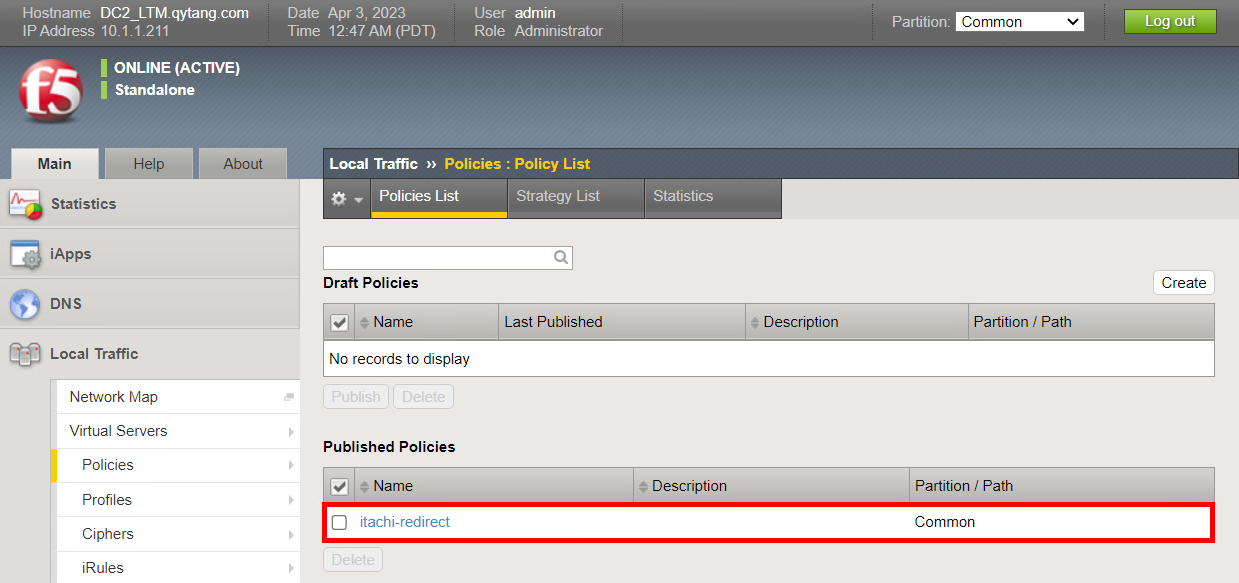 Hostname DC2_LTM.qytang.com Date Apr 3, 2023 User admin
IP Address 10.1.1.211 Time 12:47 AM (PDT) Role Administrator
Partition: Common Log out
f5
ONLINE (ACTIVE)
Standalone
Main Help About
Local Traffic ›› Policies : Policy List
Policies List Strategy List Statistics
Statistics
iApps
DNS
Local Traffic
Network Map
Virtual Servers
Policies
Profiles
Ciphers
iRules
Draft Policies
Create
Name Last Published Description Partition / Path
No records to display
Publish Delete
Published Policies
Name Description Partition / Path
itachi-redirect Common
Delete